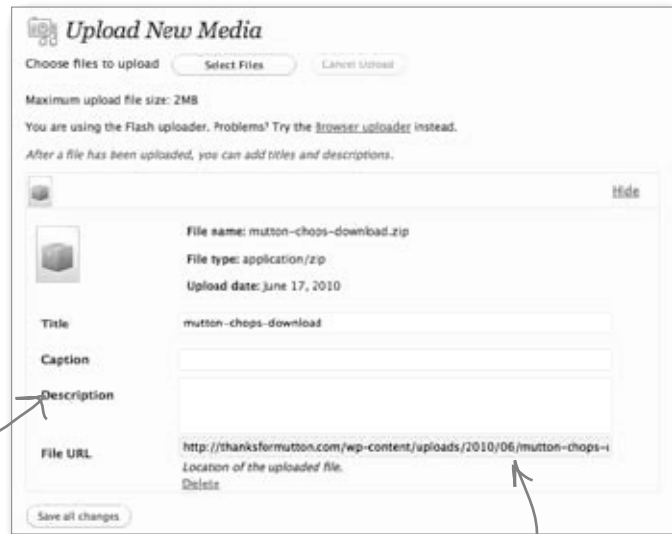 Upload New Media
Choose files to upload Select Files Cancel Upload
Maximum upload file size: 2MB
You are using the Flash uploader. Problems? Try the Browser uploader instead.
After a file has been uploaded, you can add titles and descriptions.
Hide
File name: mutton-chops-download.zip
File type: application/zip
Upload date: June 17, 2010
Title mutton-chops-download
Caption
Description
File URL http://thanksformutton.com/wp-content/uploads/2010/06/mutton-chops-
Location of the uploaded file.
Delete
Save all changes